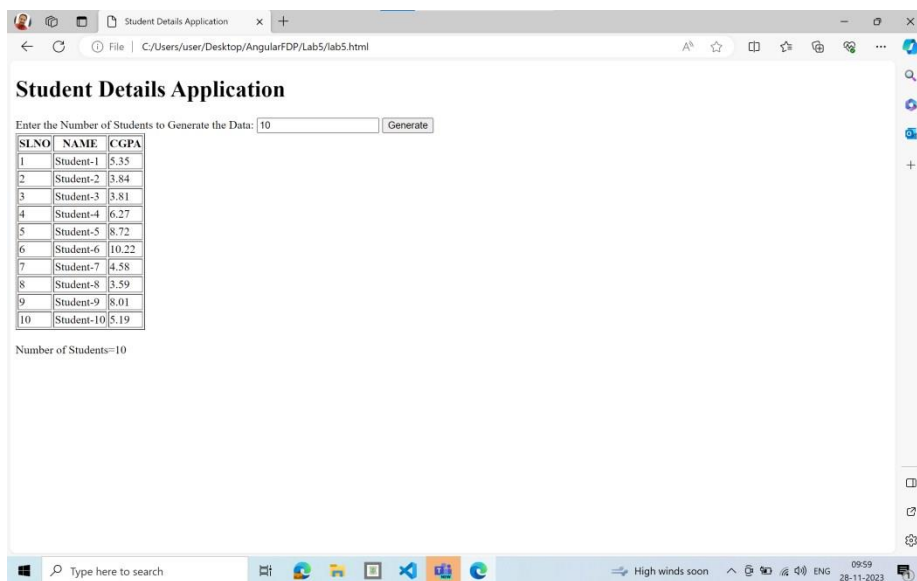 Student Details Application
File
C:/Users/user/Desktop/AngularFDP/Lab5/lab5.html
Student Details Application
Enter the Number of Students to Generate the Data: 10 Generate
SLNO NAME CGPA
1 Student-1 5.35
2 Student-2 3.84
3 Student-3 3.81
4 Student-4 6.27
5 Student-5 8.72
6 Student-6 10.22
7 Student-7 4.58
8 Student-8 3.59
9 Student-9 8.01
10 Student-10 5.19
Number of Students=10
Type here to search
High winds soon
ENG
09:59
28-11-2023